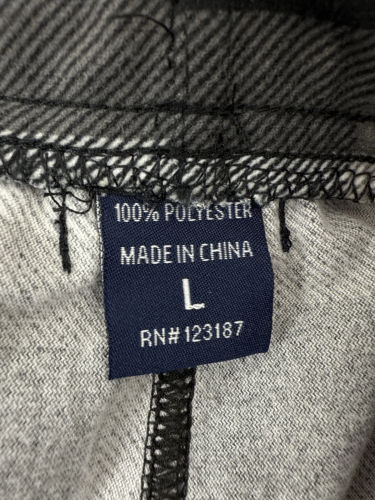 100% POLYESTER
MADE IN CHINA
L
RN#123187